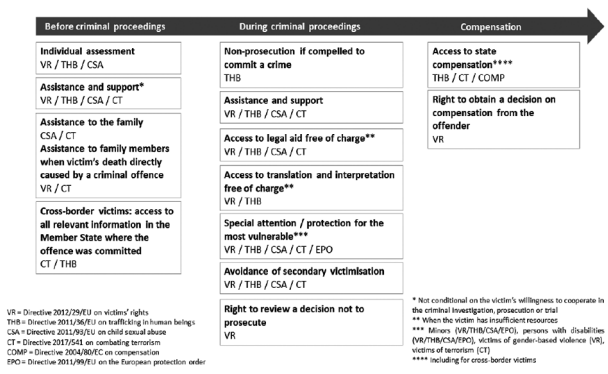 Before criminal proceedings
During criminal proceedings
Compensation
Individual assessment
VR / THB / CSA
Assistance and support*
VR / THB / CSA / CT
Assistance to the family
CSA / CT
Assistance to family members
when victim's death directly
caused by a criminal offence
VR / CT
Cross-border victims: access to
all relevant information in the
Member State where the
offence was committed
CT / THB
Non-prosecution if compelled to
commit a crime
THB
Assistance and support
VR / THB / CSA / CT
Access to legal aid free of charge**
VR / THB / CSA / CT
Access to translation and interpretation
free of charge**
VR / THB
Special attention / protection for the
most vulnerable***
VR / THB / CSA / CT / EPO
Avoidance of secondary victimisation
VR / THB / CSA / CT
Right to review a decision not to
prosecute
VR
Access to state
compensation****
THB / CT / COMP
Right to obtain a decision on
compensation from the
offender
VR
VR = Directive 2012/29/EU on victims' rights
THB = Directive 2011/36/EU on trafficking in human beings
CSA = Directive 2011/93/EU on child sexual abuse
CT = Directive 2017/541 on combating terrorism
COMP = Directive 2004/80/EC on compensation
EPO = Directive 2011/99/EU on the European protection order
* Not conditional on the victim's willingness to cooperate in
the criminal investigation, prosecution or trial
** When the victim has insufficient resources
*** Minors (VR/THB/CSA/EPO), persons with disabilities
(VR/THB/CSA/EPO), victims of gender-based violence (VR),
victims of terrorism (CT)
**** Including for cross-border victims